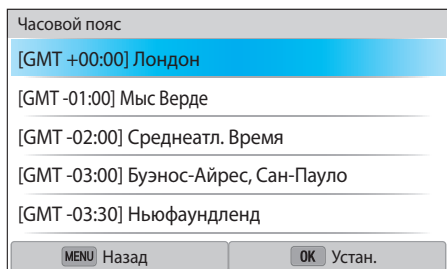 Часовой пояс
[GMT +00:00] Лондон
[GMT -01:00] Мыс Верде
[GMT -02:00] Среднеатл. Время
[GMT -03:00] Буэнос-Айрес, Сан-Пауло
[GMT -03:30] Ньюфаундленд
MENU Назад OK Устан.